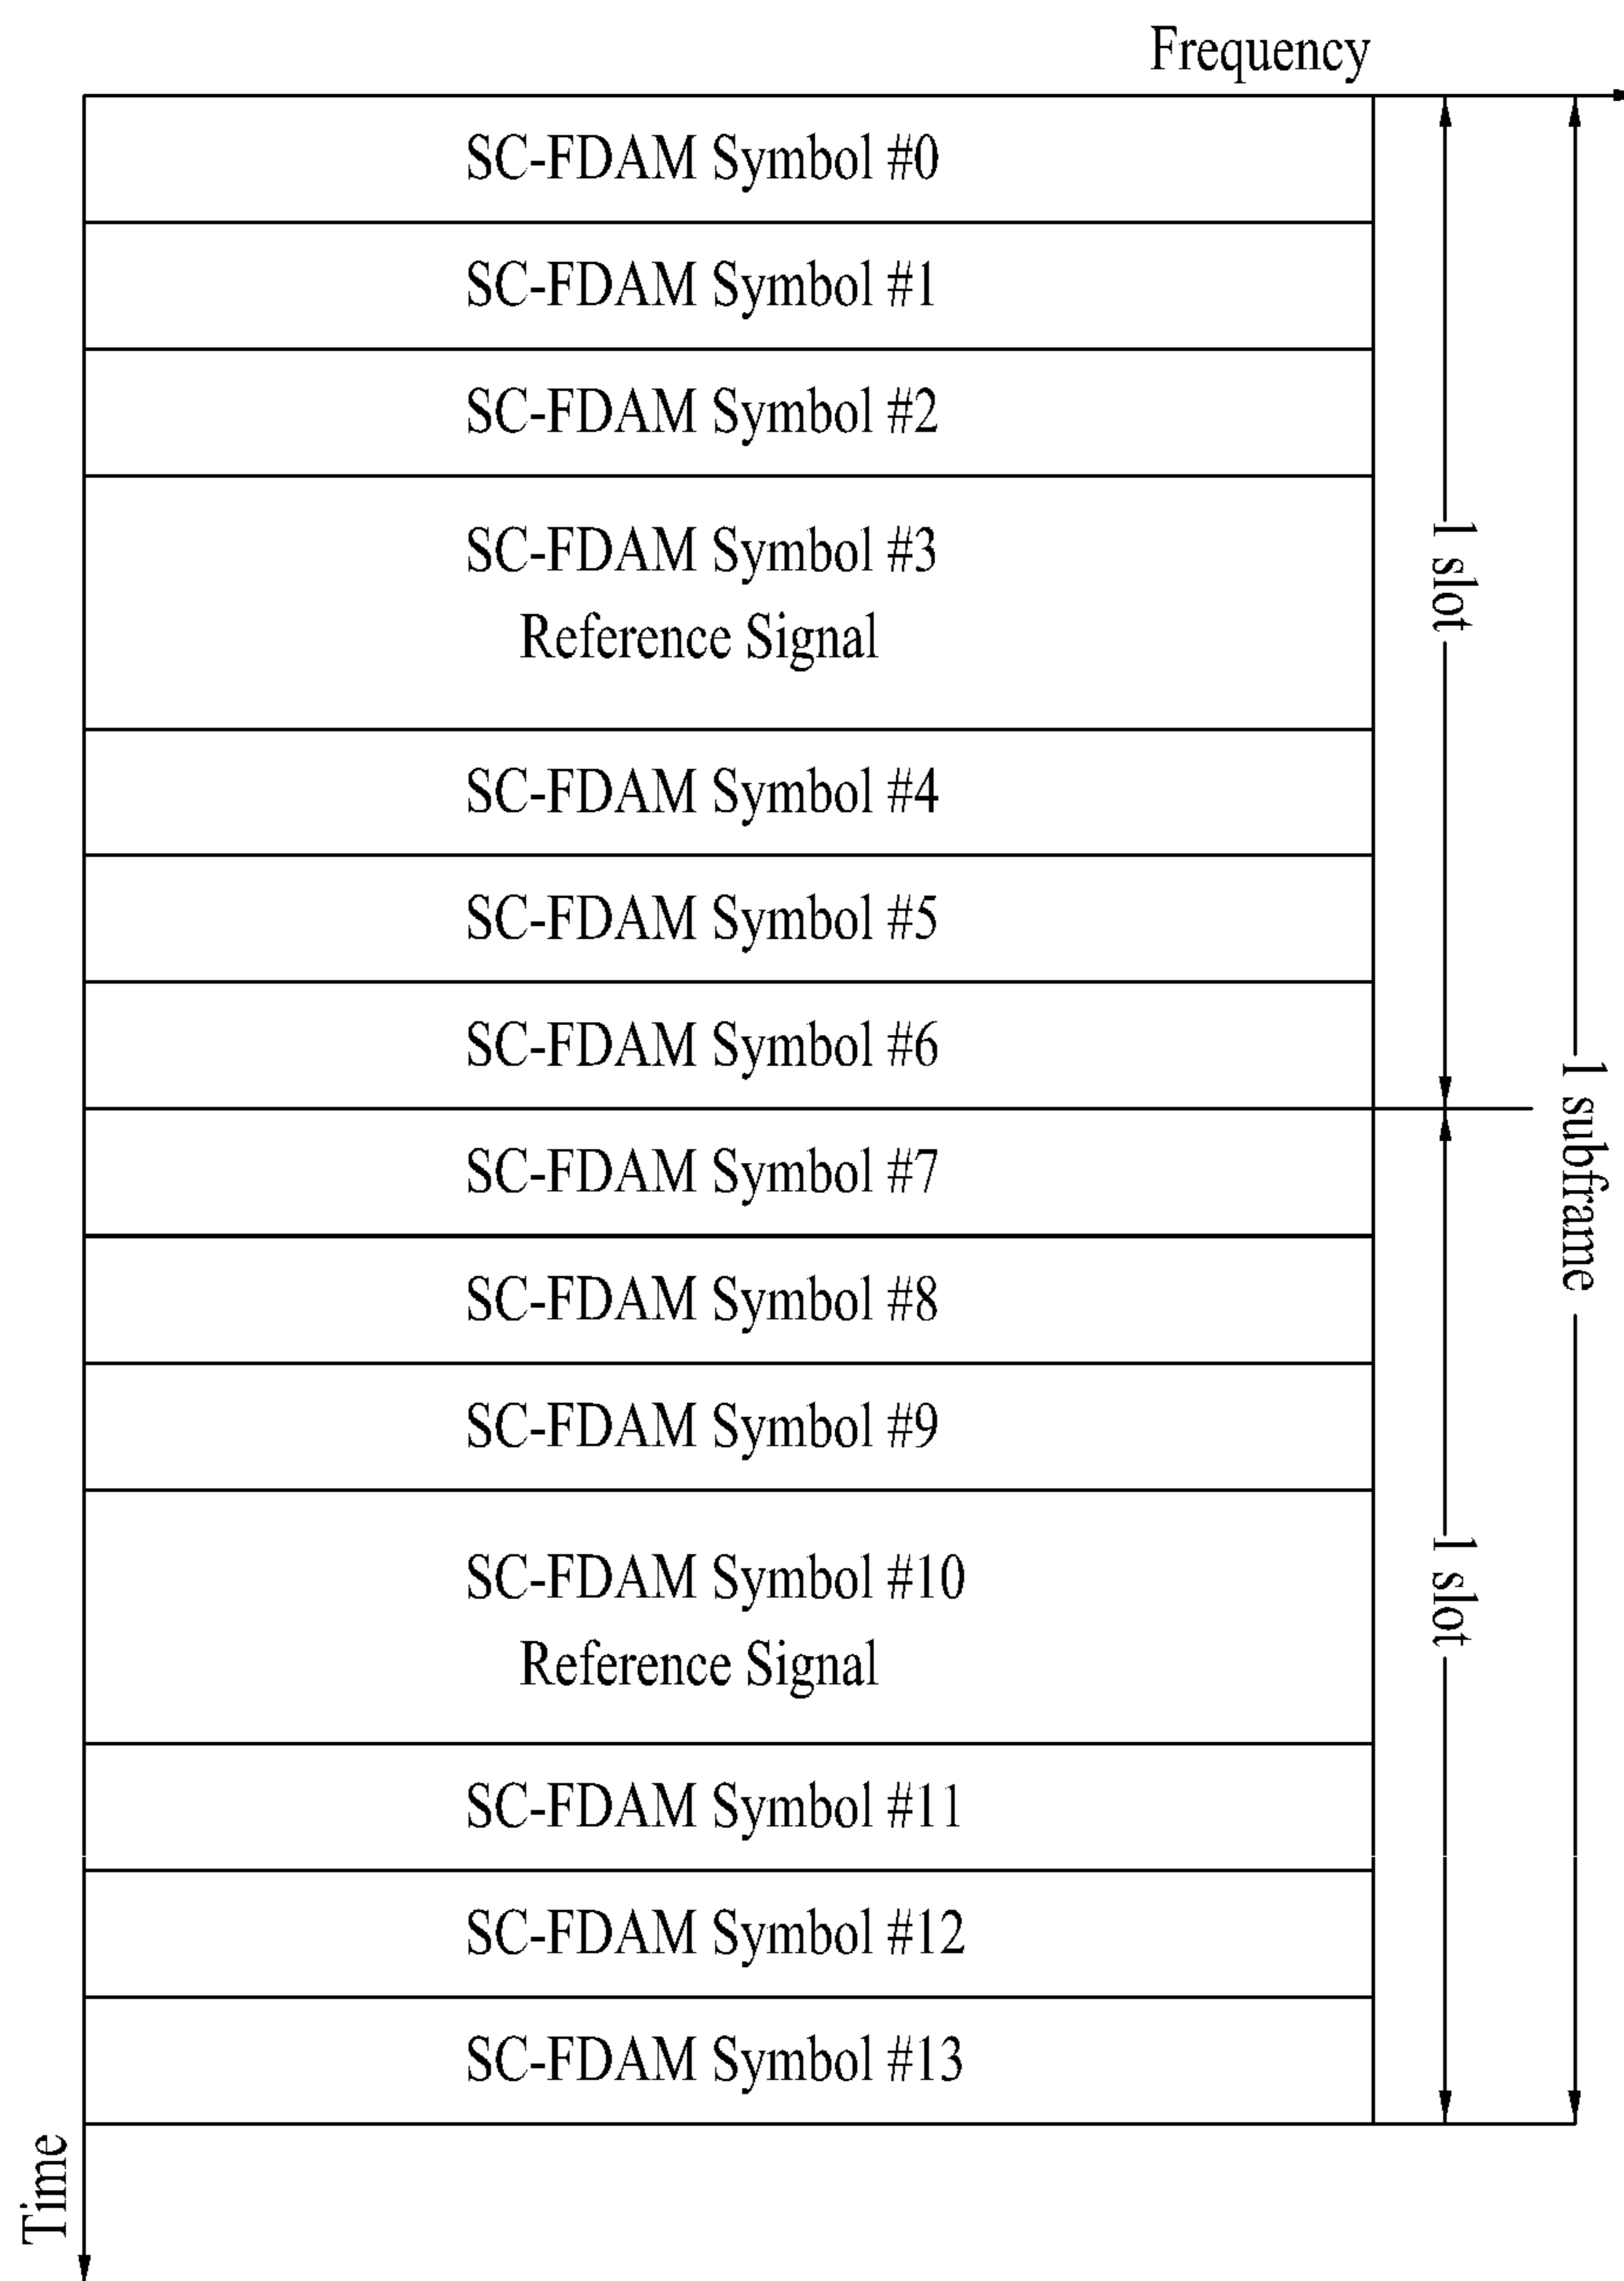 Frequency
SC-FDAM Symbol #0
SC-FDAM Symbol #1
SC-FDAM Symbol #2
SC-FDAM Symbol #3
Reference Signal
1 slot
SC-FDAM Symbol #4
SC-FDAM Symbol #5
SC-FDAM Symbol #6
SC-FDAM Symbol #7
1 subframe
SC-FDAM Symbol #8
SC-FDAM Symbol #9
SC-FDAM Symbol #10
Reference Signal
1 slot
SC-FDAM Symbol #11
SC-FDAM Symbol #12
SC-FDAM Symbol #13
Time